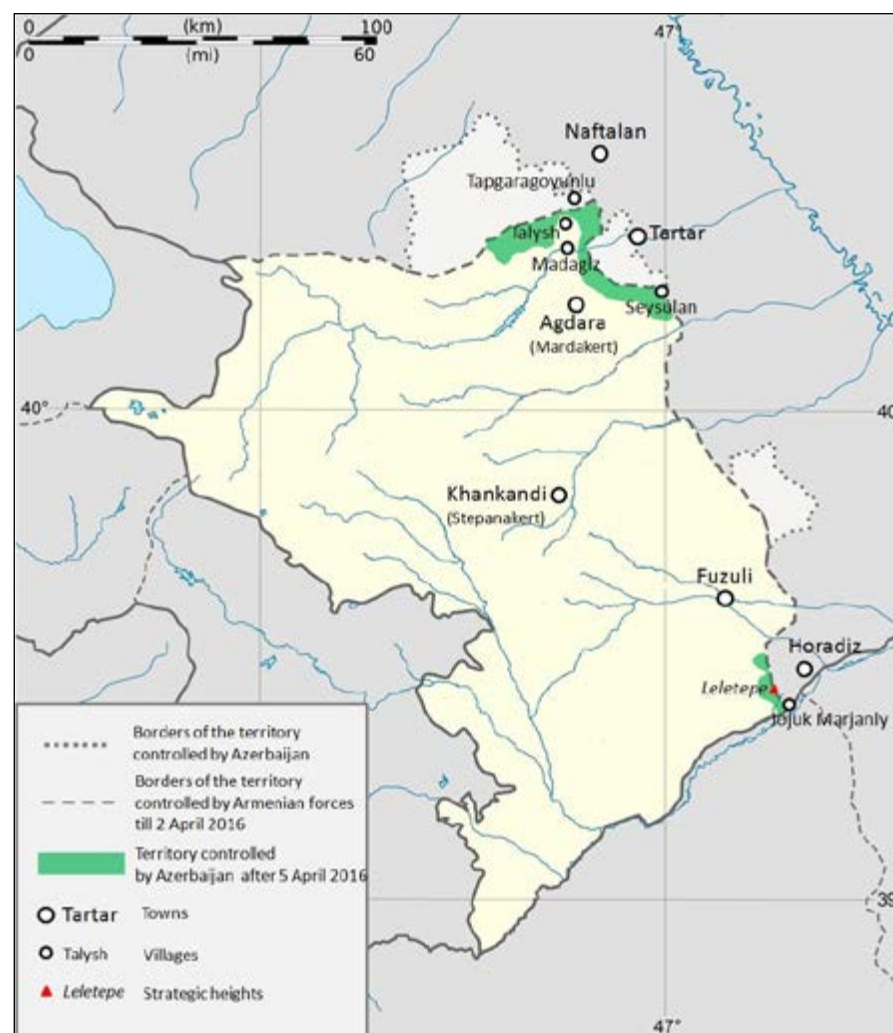 0 (km) 100
0 (mi) 60
47°
Naftalan
Tapgaragoyunlu
Talysh
Tartar
Madagiz
Seysulan
Agdara
(Mardakert)
40°
40
Khankandi
(Stepanakert)
Fuzuli
Horadiz
Leletepe
Jojuk Marjanly
Borders of the territory
controlled by Azerbaijan
Borders of the territory
controlled by Armenian forces
till 2 April 2016
Territory controlled
by Azerbaijan after 5 April 2016
Tartar Towns
Talysh Villages
Leletepe Strategic heights
39
47°